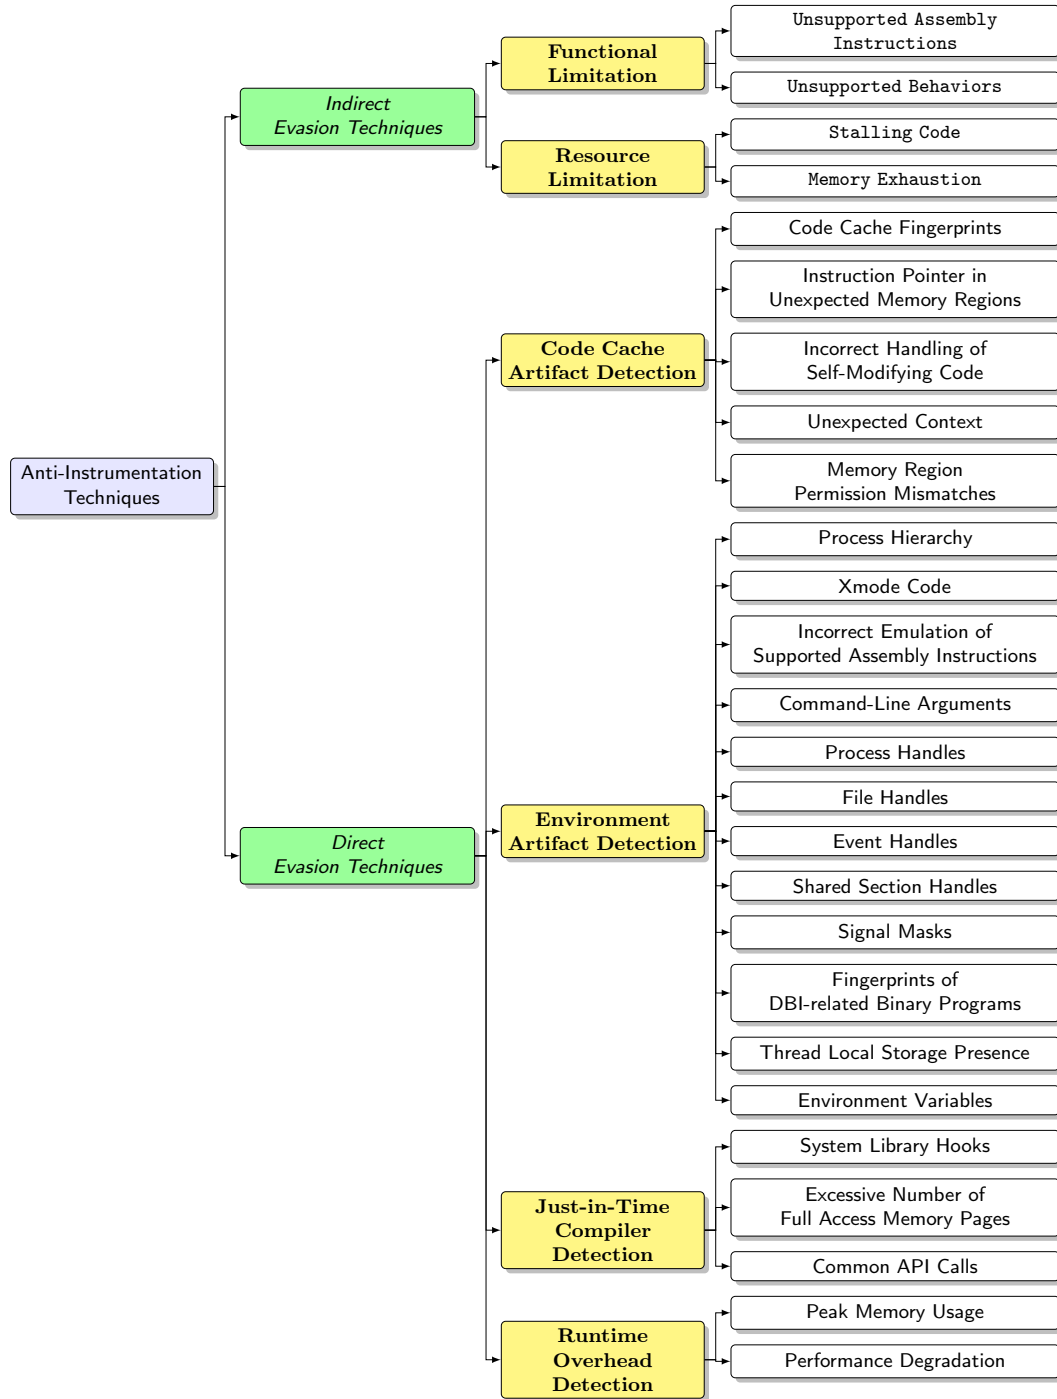 Anti-Instrumentation
Techniques
Indirect
Evasion Techniques
Functional
Limitation
Unsupported Assembly
Instructions
Unsupported Behaviors
Resource
Limitation
Stalling Code
Memory Exhaustion
Direct
Evasion Techniques
Code Cache
Artifact Detection
Code Cache Fingerprints
Instruction Pointer in
Unexpected Memory Regions
Incorrect Handling of
Self-Modifying Code
Unexpected Context
Memory Region
Permission Mismatches
Environment
Artifact Detection
Process Hierarchy
Xmode Code
Incorrect Emulation of
Supported Assembly Instructions
Command-Line Arguments
Process Handles
File Handles
Event Handles
Shared Section Handles
Signal Masks
Fingerprints of
DBI-related Binary Programs
Thread Local Storage Presence
Environment Variables
Just-in-Time
Compiler
Detection
System Library Hooks
Excessive Number of
Full Access Memory Pages
Common API Calls
Runtime
Overhead
Detection
Peak Memory Usage
Performance Degradation